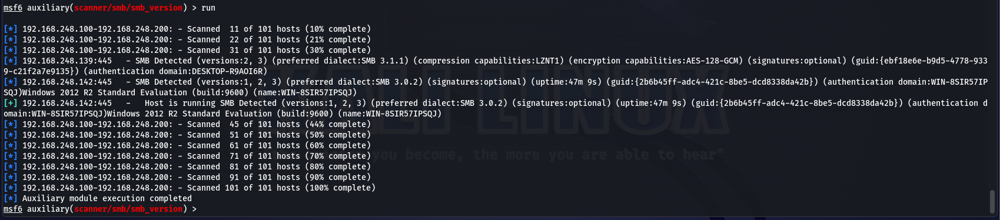 msf6 auxiliary(scanner/smb/smb_version) > run
[*] 192.168.248.100-192.168.248.200: - Scanned  11 of 101 hosts (10% complete)
[*] 192.168.248.100-192.168.248.200: - Scanned  22 of 101 hosts (21% complete)
[*] 192.168.248.100-192.168.248.200: - Scanned  31 of 101 hosts (30% complete)
[*] 192.168.248.139:445   - SMB Detected (versions:2, 3) (preferred dialect:SMB 3.1.1) (compression capabilities:LZNT1) (encryption capabilities:AES-128-GCM) (signatures:optional) (guid:{ebf18e6e-b9d5-4778-933
9-c21f2a7e9135}) (authentication domain:DESKTOP-R9AOI6R)
[*] 192.168.248.142:445   - SMB Detected (versions:1, 2, 3) (preferred dialect:SMB 3.0.2) (signatures:optional) (uptime:47m 9s) (guid:{2b6b45ff-adc4-421c-8be5-dcd8338da42b}) (authentication domain:WIN-8SIR57IP
SQJ)Windows 2012 R2 Standard Evaluation (build:9600) (name:WIN-8SIR57IPSQJ)
[+] 192.168.248.142:445   -   Host is running SMB Detected (versions:1, 2, 3) (preferred dialect:SMB 3.0.2) (signatures:optional) (uptime:47m 9s) (guid:{2b6b45ff-adc4-421c-8be5-dcd8338da42b}) (authentication d
omain:WIN-8SIR57IPSQJ)Windows 2012 R2 Standard Evaluation (build:9600) (name:WIN-8SIR57IPSQJ)
[*] 192.168.248.100-192.168.248.200: - Scanned  45 of 101 hosts (44% complete)
[*] 192.168.248.100-192.168.248.200: - Scanned  51 of 101 hosts (50% complete)
[*] 192.168.248.100-192.168.248.200: - Scanned  61 of 101 hosts (60% complete)
[*] 192.168.248.100-192.168.248.200: - Scanned  71 of 101 hosts (70% complete)
[*] 192.168.248.100-192.168.248.200: - Scanned  81 of 101 hosts (80% complete)
[*] 192.168.248.100-192.168.248.200: - Scanned  91 of 101 hosts (90% complete)
[*] 192.168.248.100-192.168.248.200: - Scanned 101 of 101 hosts (100% complete)
[*] Auxiliary module execution completed
msf6 auxiliary(scanner/smb/smb_version) >
KALI LINUX
you become, the more you are able to hear"